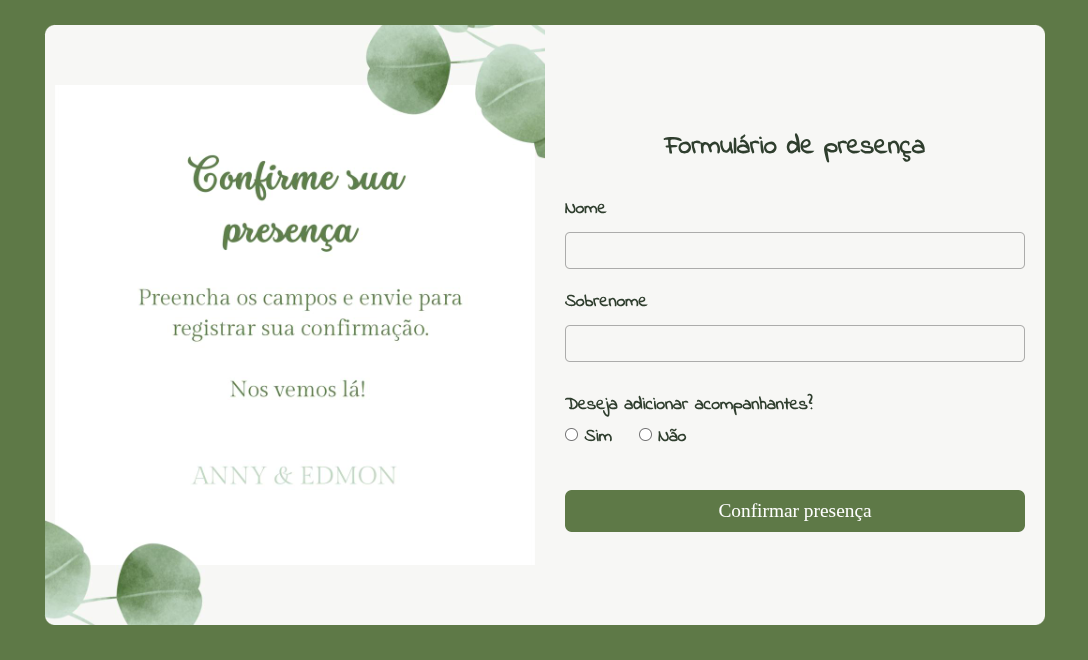 Confirme sua
presença
Preencha os campos e envie para
registrar sua confirmação.
Nos vemos lá!
ANNY & EDMON
Formulário de presença
Nome
Sobrenome
Deseja adicionar acompanhantes?
Sim Não
Confirmar presença